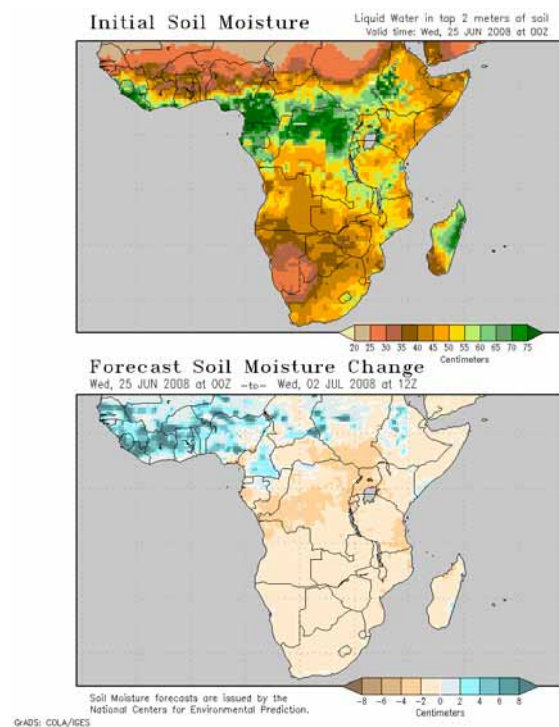 Initial Soil Moisture
Liquid Water in top 2 meters of soil
Valid time: Wed, 25 JUN 2008 at 00Z
20 25 30 35 40 45 50 55 60 65 70 75
Centimeters
Forecast Soil Moisture Change
Wed, 25 JUN 2008 at 00Z -to- Wed, 02 JUL 2008 at 12Z
Soil Moisture forecasts are issued by the
National Centers for Environmental Prediction.
-8 -6 -4 -2 0 2 4 6 8
Centimeters
GrADS: COLA/IGES